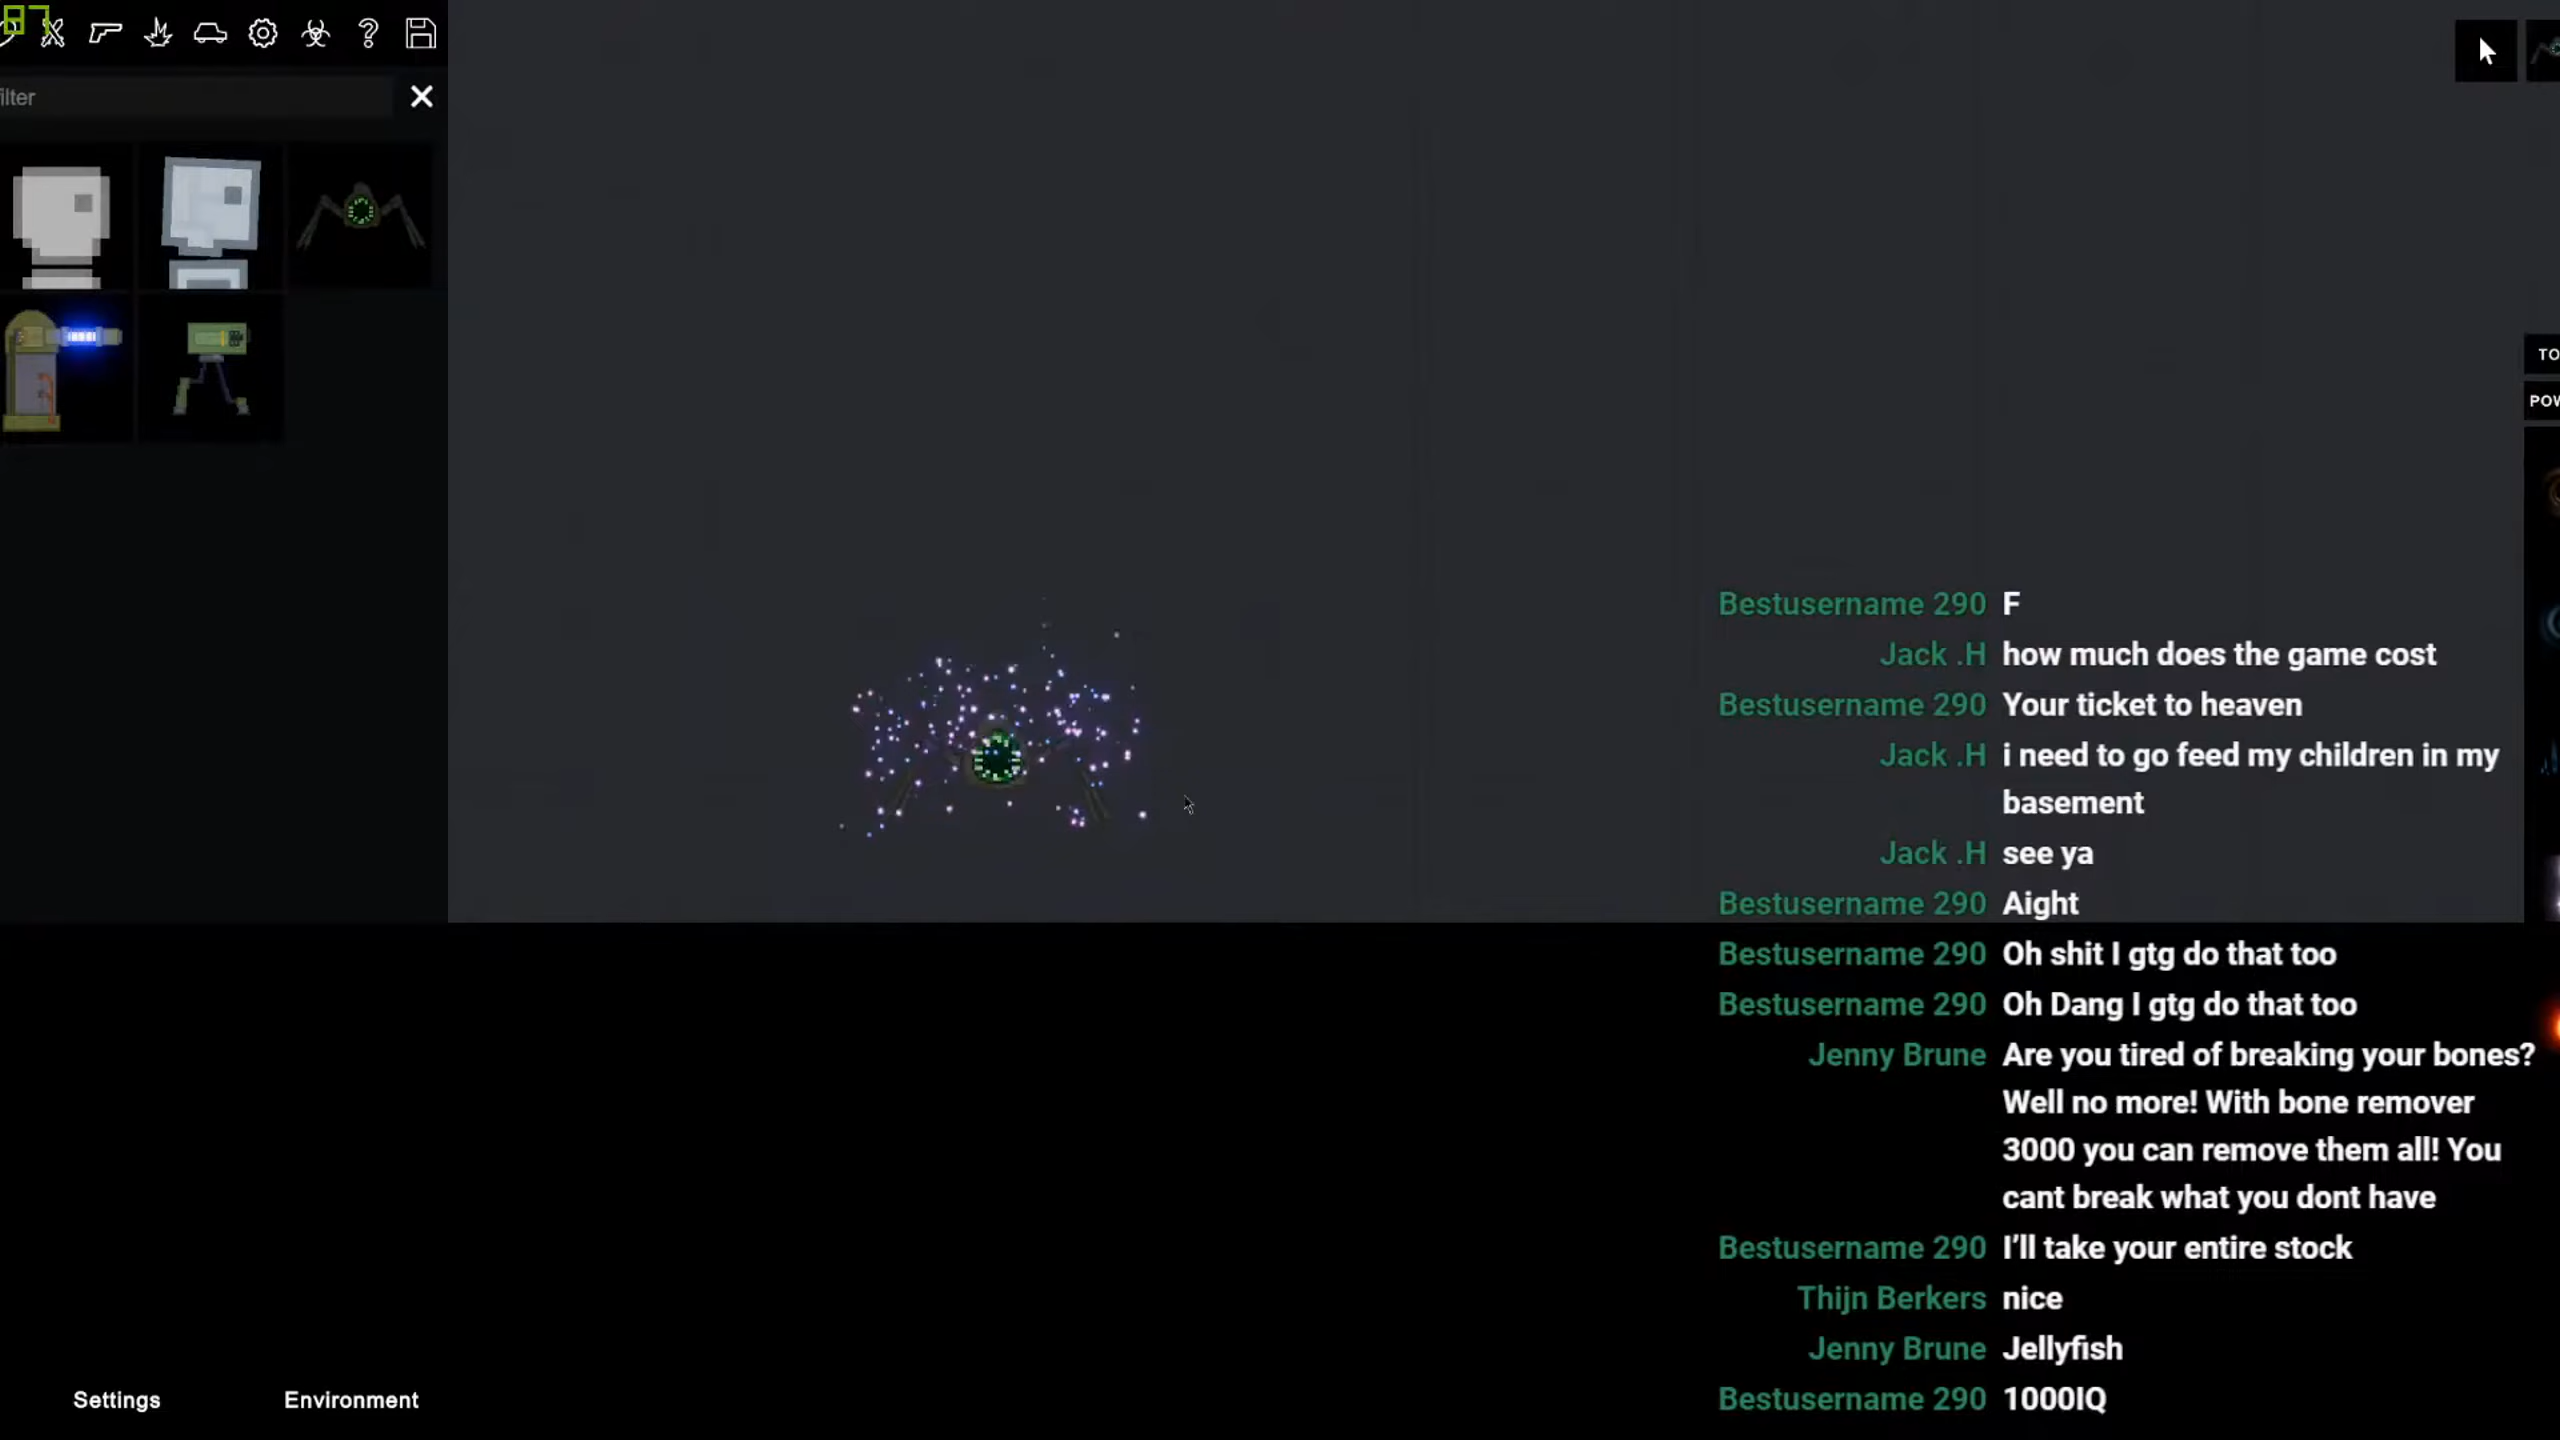 87
ilter
TO
POW
Bestusername 290 F
Jack .H how much does the game cost
Bestusername 290 Your ticket to heaven
Jack .H i need to go feed my children in my
basement
Jack .H see ya
Bestusername 290 Aight
Bestusername 290 Oh shit I gtg do that too
Bestusername 290 Oh Dang I gtg do that too
Jenny Brune Are you tired of breaking your bones?
Well no more! With bone remover
3000 you can remove them all! You
cant break what you dont have
Bestusername 290 I’ll take your entire stock
Thijn Berkers nice
Jenny Brune Jellyfish
Bestusername 290 1000IQ
Settings Environment